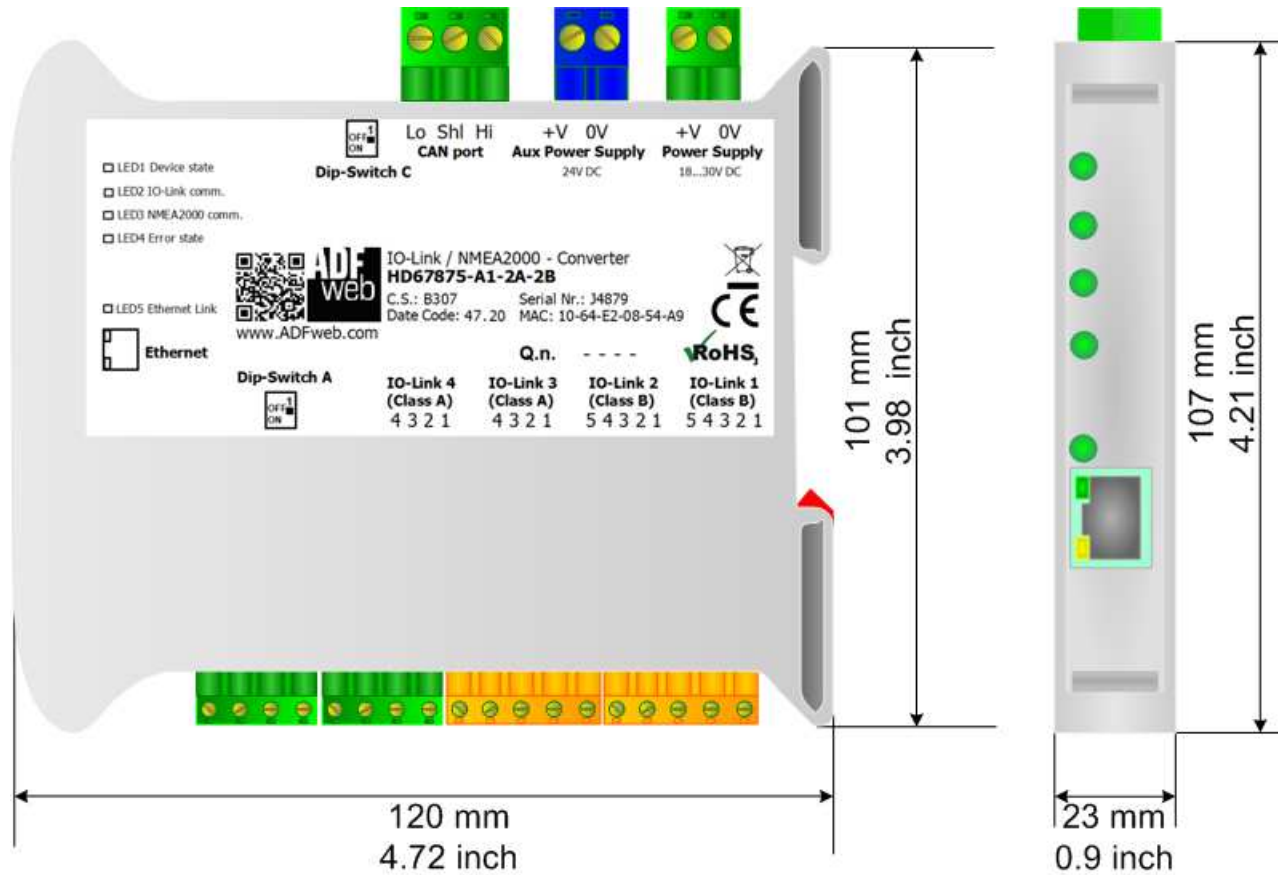 OFF 1
ON
Dip-Switch C
Lo Shl Hi
CAN port
+V 0V
Aux Power Supply
24V DC
+V 0V
Power Supply
18...30V DC
LED1 Device state
LED2 IO-Link comm.
LED3 NMEA2000 comm.
LED4 Error state
LED5 Ethernet Link
Ethernet
ADF
web
www.ADFweb.com
IO-Link / NMEA2000 - Converter
HD67875-A1-2A-2B
C.S.: B307 Serial Nr.: J4879
Date Code: 47.20 MAC: 10-64-E2-08-54-A9
CE
Q.n. - - - -
RoHS
Dip-Switch A
OFF 1
ON
IO-Link 4
(Class A)
4 3 2 1
IO-Link 3
(Class A)
4 3 2 1
IO-Link 2
(Class B)
5 4 3 2 1
IO-Link 1
(Class B)
5 4 3 2 1
101 mm
3.98 inch
107 mm
4.21 inch
120 mm
4.72 inch
23 mm
0.9 inch